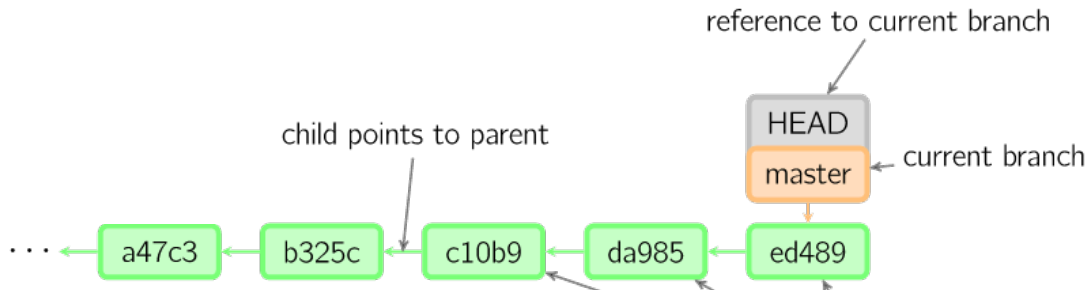 reference to current branch
HEAD
child points to parent
current branch
master
... a47c3 b325c c10b9 da985 ed489